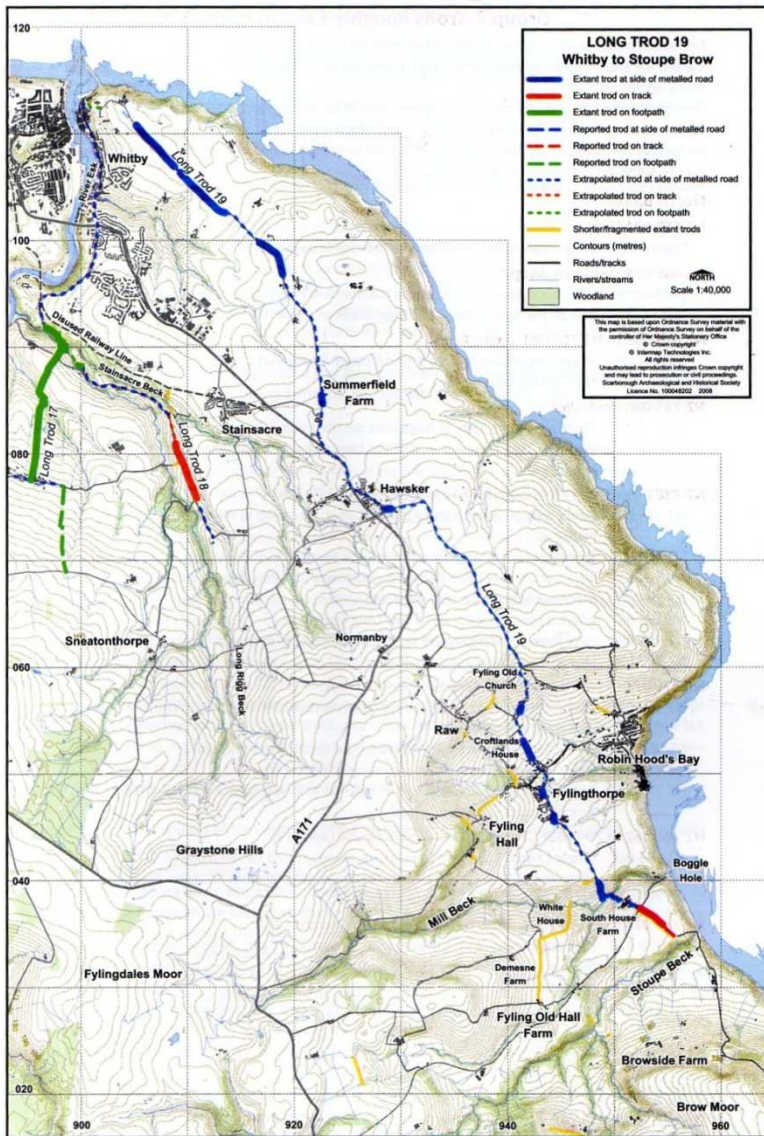 120
LONG TROD 19
Whitby to Stoupe Brow
Extant trod at side of metalled road
Extant trod on track
Extant trod on footpath
Reported trod at side of metalled road
Reported trod on track
Reported trod on footpath
Extrapolated trod at side of metalled road
Extrapolated trod on track
Extrapolated trod on footpath
Shorter/fragmented extant trods
Contours (metres)
Roads/tracks
Rivers/streams
Woodland
NORTH
Scale 1:40,000
This map is based upon Ordnance Survey material with
the permission of Ordnance Survey on behalf of the
controller of Her Majesty's Stationery Office
© Crown copyright
© Intermap Technologies Inc.
All rights reserved
Unauthorised reproduction infringes Crown copyright
and may lead to prosecution or civil proceedings.
Scarborough Archaeological and Historical Society
Licence No. 100048202 2008
Whitby
River Esk
Long Trod 19
100
Disused Railway Line
Stainsacre Beck
Summerfield
Farm
Stainsacre
Long Trod 17
Long Trod 18
080
Hawsker
Long Trod 19
Sneatonthorpe
Normanby
Long Rigg Beck
060
Fyling Old
Church
Raw
Croftlands
House
Robin Hood's Bay
Fylingthorpe
A171
Fyling
Hall
Graystone Hills
Boggle
Hole
040
Mill Beck
White
House
South House
Farm
Fylingdales Moor
Demesne
Farm
Stoupe Beck
Fyling Old Hall
Farm
Browside Farm
020
Brow Moor
900
920
940
960